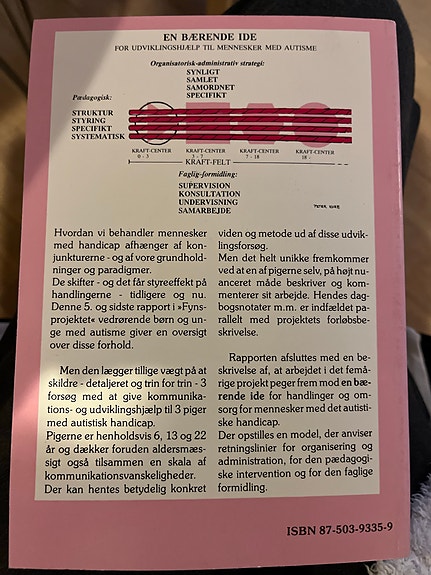 EN BÆRENDE IDE
FOR UDVIKLINGSHJÆLP TIL MENNESKER MED AUTISME
Organisatorisk-administrativ strategi:
SYNLIGT
SAMLET
SAMORDNET
SPECIFIKT
Pædagogisk:
STRUKTUR
STYRING
SPECIFIKT
SYSTEMATISK
KRAFT-CENTER KRAFT-CENTER KRAFT-CENTER KRAFT-CENTER
0 - 3 3 - 7 7 - 18 18 -
KRAFT-FELT
Faglig-formidling:
SUPERVISION
KONSULTATION
UNDERVISNING
SAMARBEJDE
Hvordan vi behandler mennesker
med handicap afhænger af kon-
junkturerne - og af vore grundhold-
ninger og paradigmer.
De skifter - og det får styreeffekt på
handlingerne - tidligere og nu.
Denne 5. og sidste rapport i »Fyns-
projektet« vedrørende børn og un-
ge med autisme giver en oversigt
over disse forhold.
Men den lægger tillige vægt på at
skildre - detaljeret og trin for trin - 3
forsøg med at give kommunika-
tions- og udviklingshjælp til 3 piger
med autistisk handicap.
Pigerne er henholdsvis 6, 13 og 22
år og dækker foruden aldersmæs-
sigt også tilsammen en skala af
kommunikationsvanskeligheder.
Der kan hentes betydelig konkret
viden og metode ud af disse udvik-
lingsforsøg.
Men det helt unikke fremkommer
ved at en af pigerne selv, på højt nu-
anceret måde beskriver og kom-
menterer sit arbejde. Hendes dag-
bogsnotater m.m. er indfældet pa-
rallelt med projektets forløbsbe-
skrivelse.
Rapporten afsluttes med en be-
skrivelse af, at arbejdet i det femå-
rige projekt peger frem mod en bæ-
rende ide for handlinger og om-
sorg for mennesker med det autisti-
ske handicap.
Der opstilles en model, der anviser
retningslinier for organisering og
administration, for den pædagogi-
ske intervention og for den faglige
formidling.
ISBN 87-503-9335-9